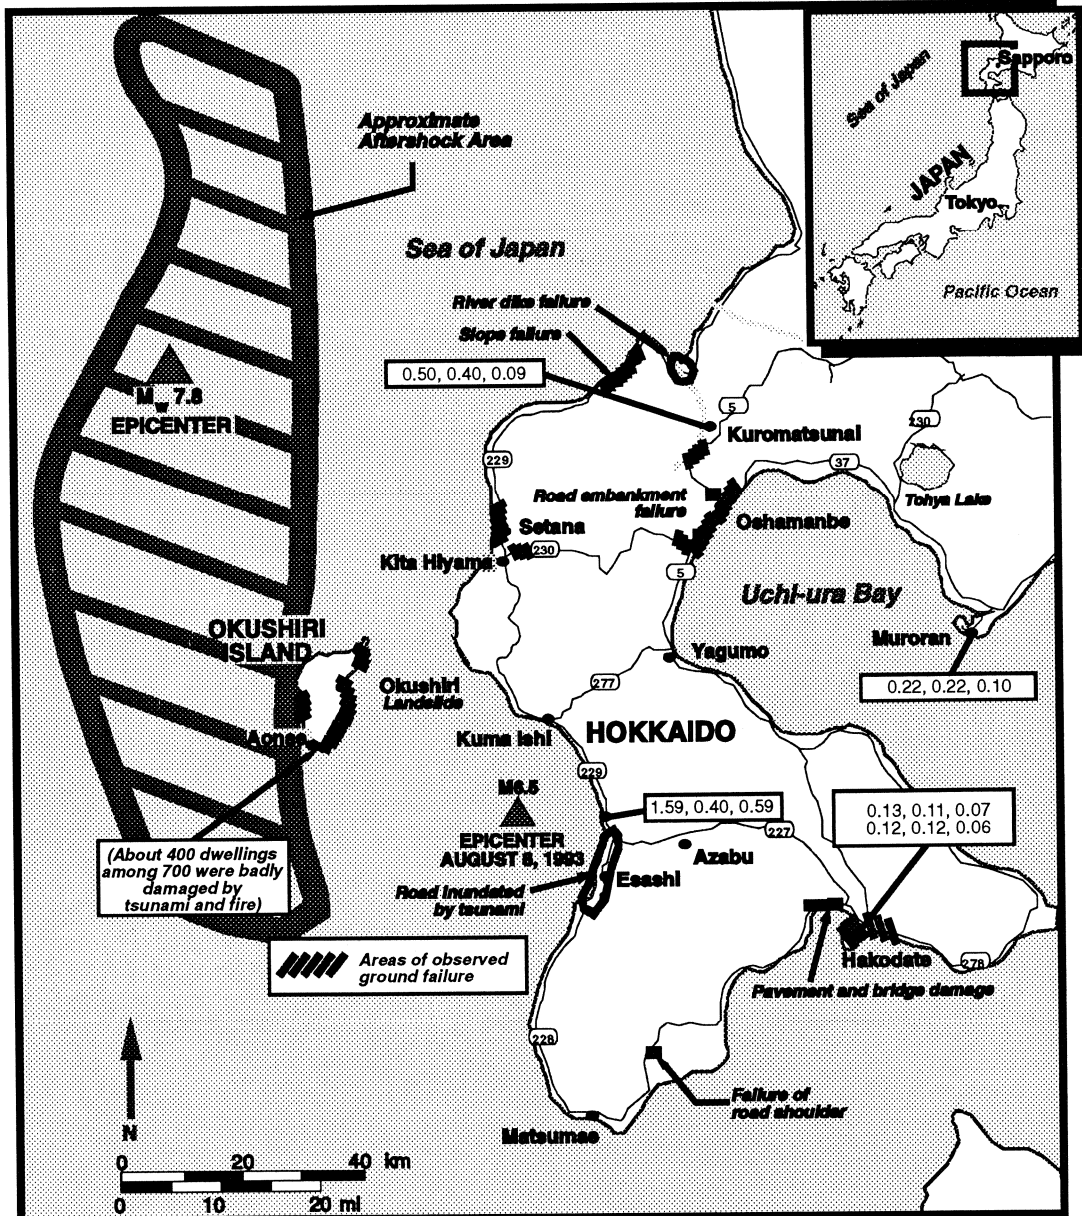 Sapporo
Sea of Japan
JAPAN
Tokyo
Pacific Ocean
Approximate
Aftershock Area
Sea of Japan
River dike failure
Slope failure
0.50, 0.40, 0.09
5
Kuromatsunai
230
37
Tohya Lake
Mw 7.8
EPICENTER
229
Road embankment
failure
Oshamanbe
Setana
230
Kita Hiyama
5
Uchi-ura Bay
OKUSHIRI
ISLAND
Muroran
Yagumo
0.22, 0.22, 0.10
277
Okushiri
Landslide
Aonae
Kuma Ishi
HOKKAIDO
229
M6.5
EPICENTER
AUGUST 8, 1993
1.59, 0.40, 0.59
0.13, 0.11, 0.07
0.12, 0.12, 0.06
227
Azabu
(About 400 dwellings
among 700 were badly
damaged by
tsunami and fire)
Esashi
Road inundated
by tsunami
Areas of observed
ground failure
Hakodate
278
Pavement and bridge damage
228
Failure of
road shoulder
Matsumae
N
0 20 40 km
0 10 20 mi